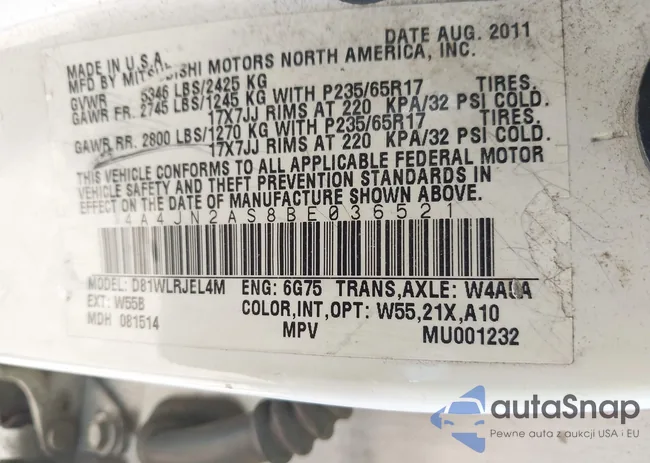 MADE IN U.S.A. DATE AUG. 2011
MFD BY MITSUBISHI MOTORS NORTH AMERICA, INC.
GVWR 5346 LBS/2425 KG
GAWR FR. 2745 LBS/1245 KG WITH P235/65R17 TIRES.
17X7JJ RIMS AT 220 KPA/32 PSI COLD.
GAWR RR. 2800 LBS/1270 KG WITH P235/65R17 TIRES.
17X7JJ RIMS AT 220 KPA/32 PSI COLD.
THIS VEHICLE CONFORMS TO ALL APPLICABLE FEDERAL MOTOR
VEHICLE SAFETY AND THEFT PREVENTION STANDARDS IN
EFFECT ON THE DATE OF MANUFACTURE SHOWN ABOVE.
4A4JN2AS8BE036521
MODEL: D81WLRJEL4M ENG: 6G75 TRANS,AXLE:
EXT: W55B COLOR,INT,OPT: W55,21X,A10
MDH 081514 MPV MU001232
autaSnap
Pewne auta z aukcji USA i EU